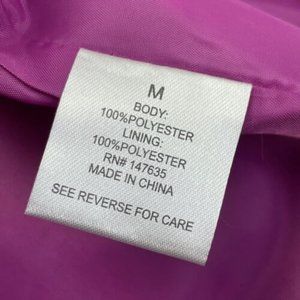 M
BODY:
100%POLYESTER
LINING:
100%POLYESTER
RN# 147635
MADE IN CHINA
SEE REVERSE FOR CARE